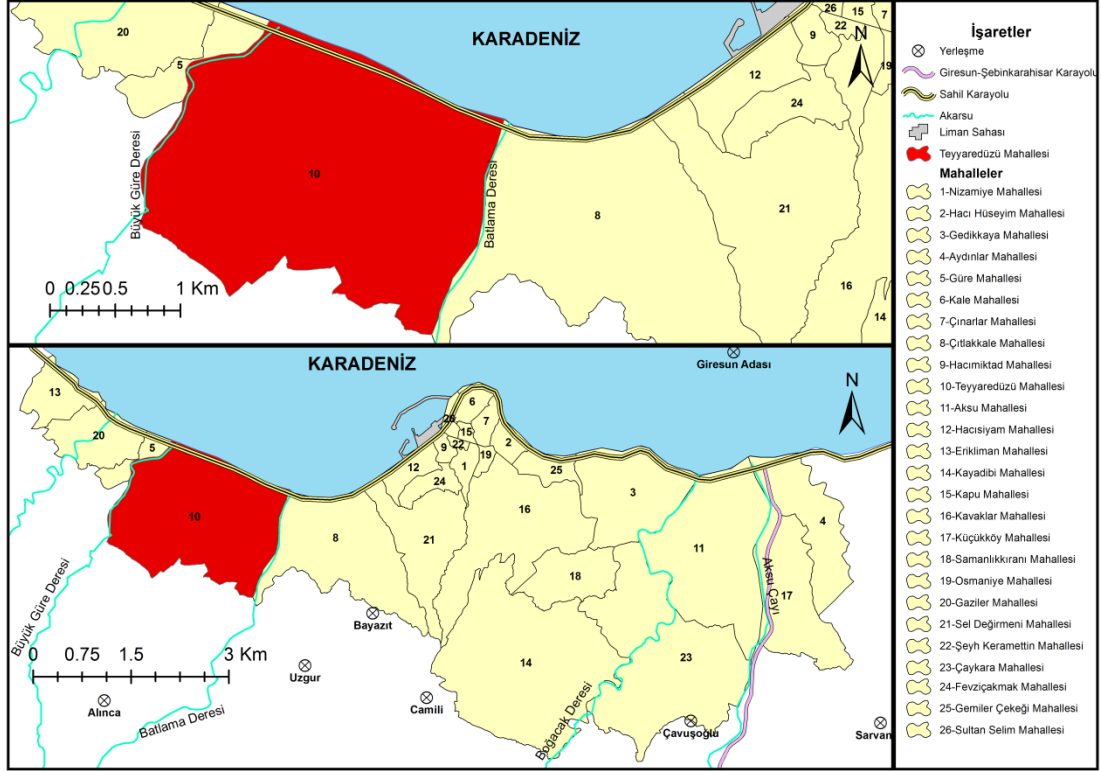 20
5
KARADENİZ
26
15
7
22
9
N
19
12
24
10
8
21
16
14
Büyük Güre Deresi
Batlama Deresi
0 0.25 0.5 1 Km
KARADENİZ
Giresun Adası
N
13
20
5
10
8
6
26
7
15
22
9
2
19
12
1
24
25
3
16
21
18
11
4
17
14
23
Büyük Güre Deresi
Aksu Çayı
Bayazıt
0 0.75 1.5 3 Km
Uzgur
Alınca
Camili
Batlama Deresi
Boğacak Deresi
Çavuşoğlu
Sarvan
İşaretler
Yerleşme
Giresun-Şebinkarahisar Karayolu
Sahil Karayolu
Akarsu
Liman Sahası
Teyyaredüzü Mahallesi
Mahalleler
1-Nizamiye Mahallesi
2-Hacı Hüseyim Mahallesi
3-Gedikkaya Mahallesi
4-Aydınlar Mahallesi
5-Güre Mahallesi
6-Kale Mahallesi
7-Çınarlar Mahallesi
8-Çıtlakkale Mahallesi
9-Hacımiktad Mahallesi
10-Teyyaredüzü Mahallesi
11-Aksu Mahallesi
12-Hacısiyam Mahallesi
13-Erikliman Mahallesi
14-Kayadibi Mahallesi
15-Kapu Mahallesi
16-Kavaklar Mahallesi
17-Küçükköy Mahallesi
18-Samanlıkkıranı Mahallesi
19-Osmaniye Mahallesi
20-Gaziler Mahallesi
21-Sel Değirmeni Mahallesi
22-Şeyh Keramettin Mahallesi
23-Çaykara Mahallesi
24-Fevziçakmak Mahallesi
25-Gemiler Çekeği Mahallesi
26-Sultan Selim Mahallesi